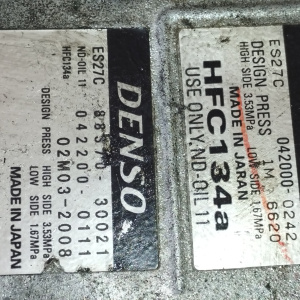 DENSO
ES27C 88370 30021
ND-OIL 11 042200-0111
HFC134a 02M03-2008
DESIGN PRESS HIGH SIDE 3.53MPa
LOW SIDE 1.67MPa
MADE IN JAPAN
ES27C 042000-0242
DESIGN PRESS 1M 6620
HIGH SIDE 3.53MPa LOW SIDE 1.67MPa
MADE IN JAPAN
HFC134a
USE ONLY.ND-OIL 11